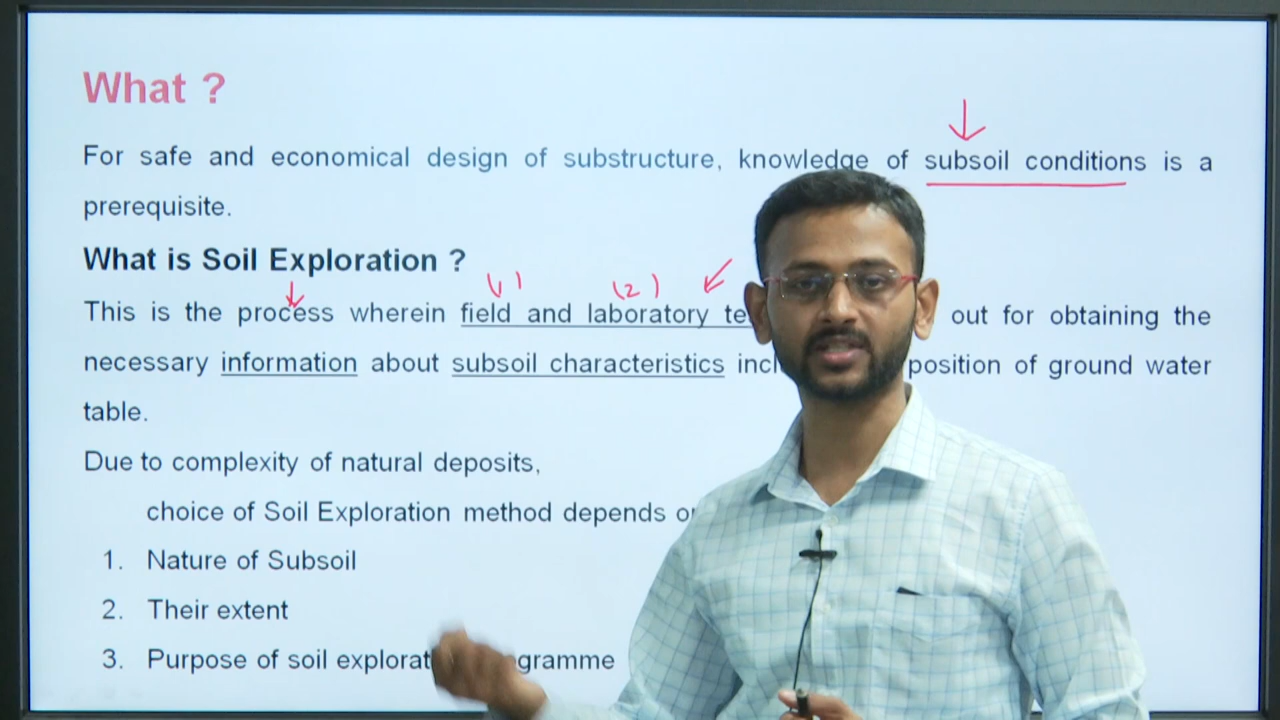 What ?
For safe and economical design of substructure, knowledge of subsoil conditions is a
prerequisite.
What is Soil Exploration ?
(1) (2)
This is the process wherein field and laboratory out for obtaining the
necessary information about subsoil characteristics position of ground water
table.
Due to complexity of natural deposits,
choice of Soil Exploration method depends
1. Nature of Subsoil
2. Their extent
3. Purpose of soil